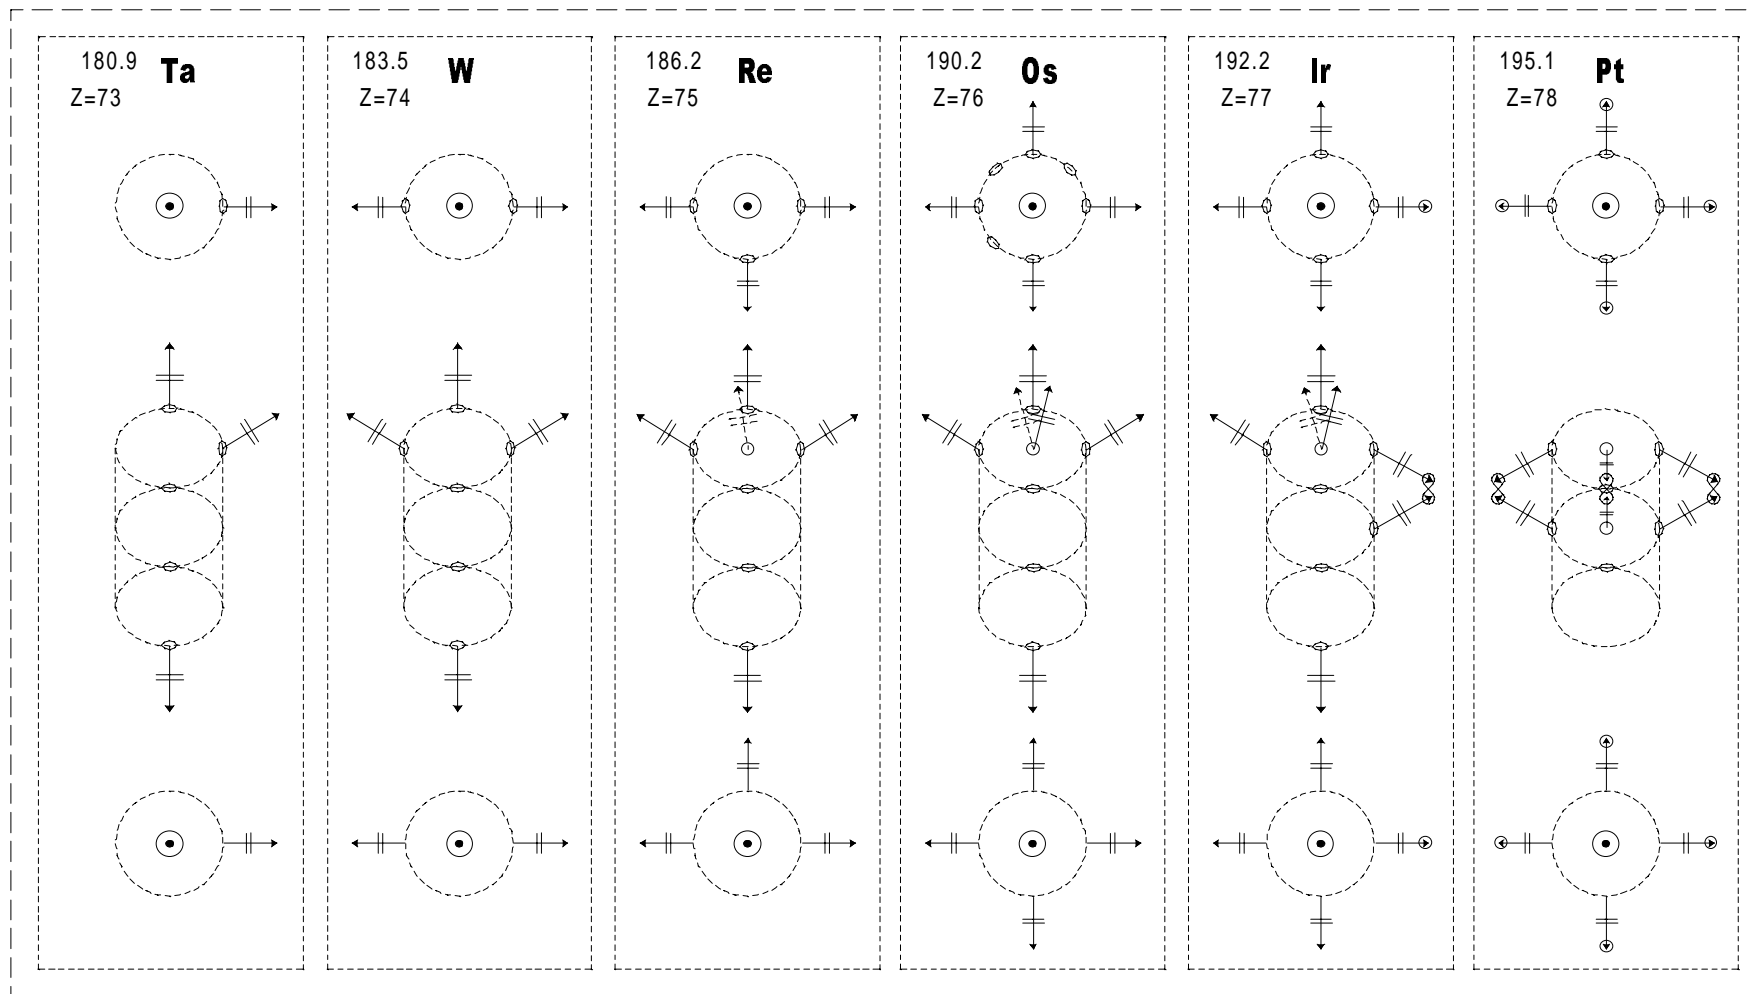 180.9 Ta
Z=73
183.5 W
Z=74
186.2 Re
Z=75
190.2 Os
Z=76
192.2 Ir
Z=77
195.1 Pt
Z=78